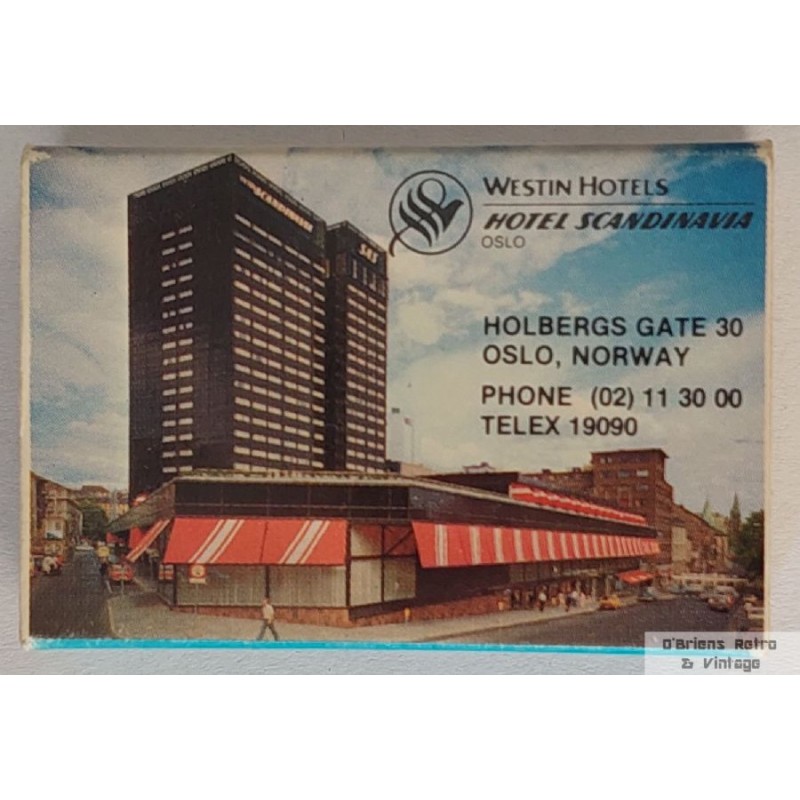 WESTIN HOTELS
HOTEL SCANDINAVIA
OSLO
HOLBERGS GATE 30
OSLO, NORWAY
PHONE (02) 11 30 00
TELEX 19090
SCANDINAVIA
SAS
O'Briens Retro
& Vintage